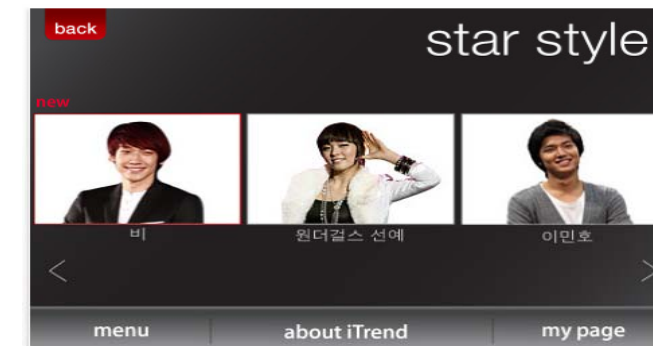 back
star style
new
비
원더걸스 선예
이민호
<
>
menu
about iTrend
my page